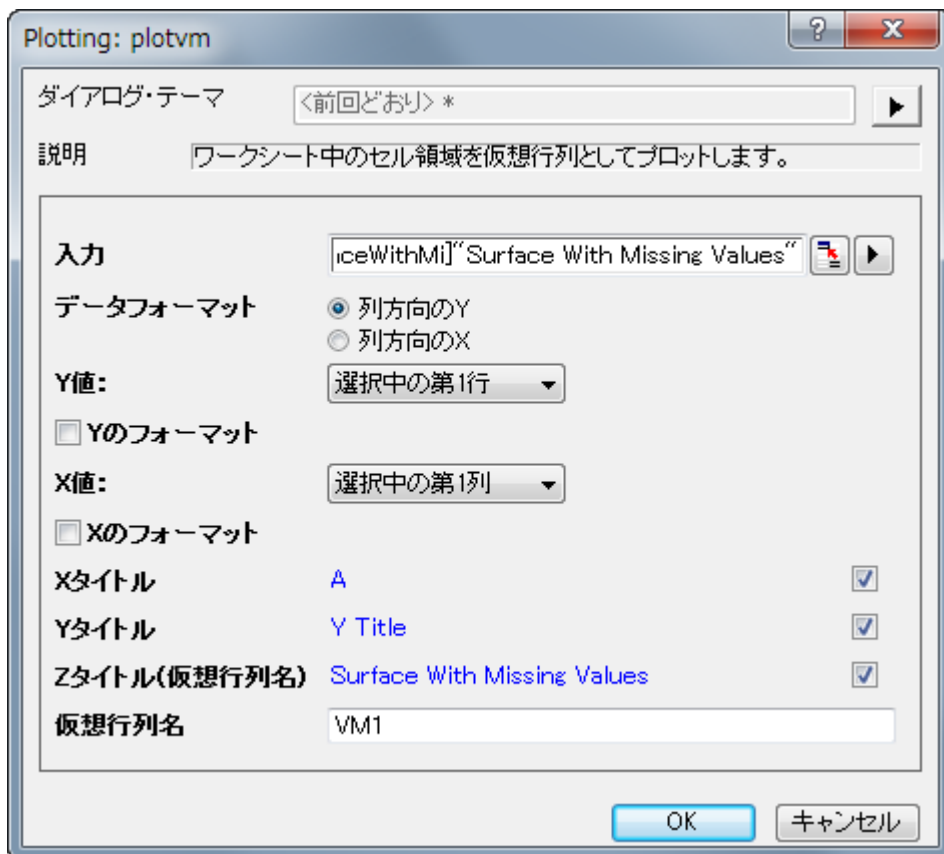 Plotting: plotvm
ダイアログ・テーマ <前回どおり> *
説明 ワークシート中のセル領域を仮想行列としてプロットします。
入力 iceWithMi]"Surface With Missing Values"
データフォーマット 列方向のY
列方向のX
Y値: 選択中の第1行
Yのフォーマット
X値: 選択中の第1列
Xのフォーマット
Xタイトル A
Yタイトル Y Title
Zタイトル(仮想行列名) Surface With Missing Values
仮想行列名 VM1
OK キャンセル